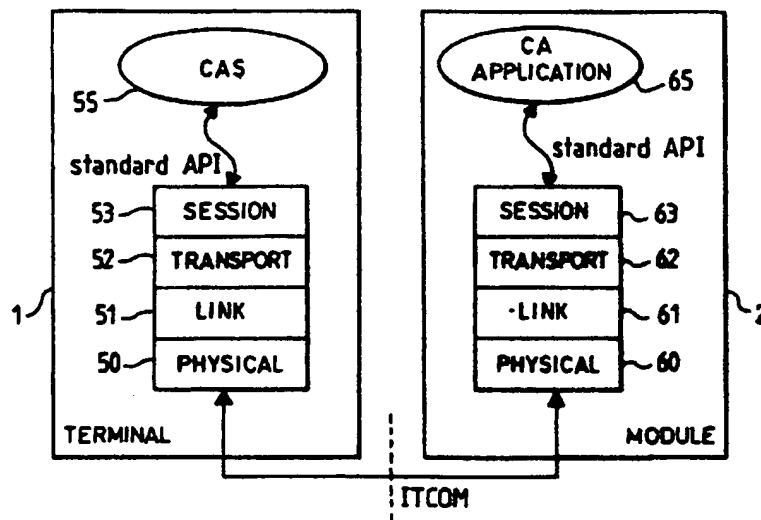 CAS
55
standard API
53
SESSION
52
TRANSPORT
51
LINK
50
PHYSICAL
1
TERMINAL
CA
APPLICATION
65
standard API
SESSION
63
TRANSPORT
62
LINK
61
PHYSICAL
60
2
MODULE
ITCOM